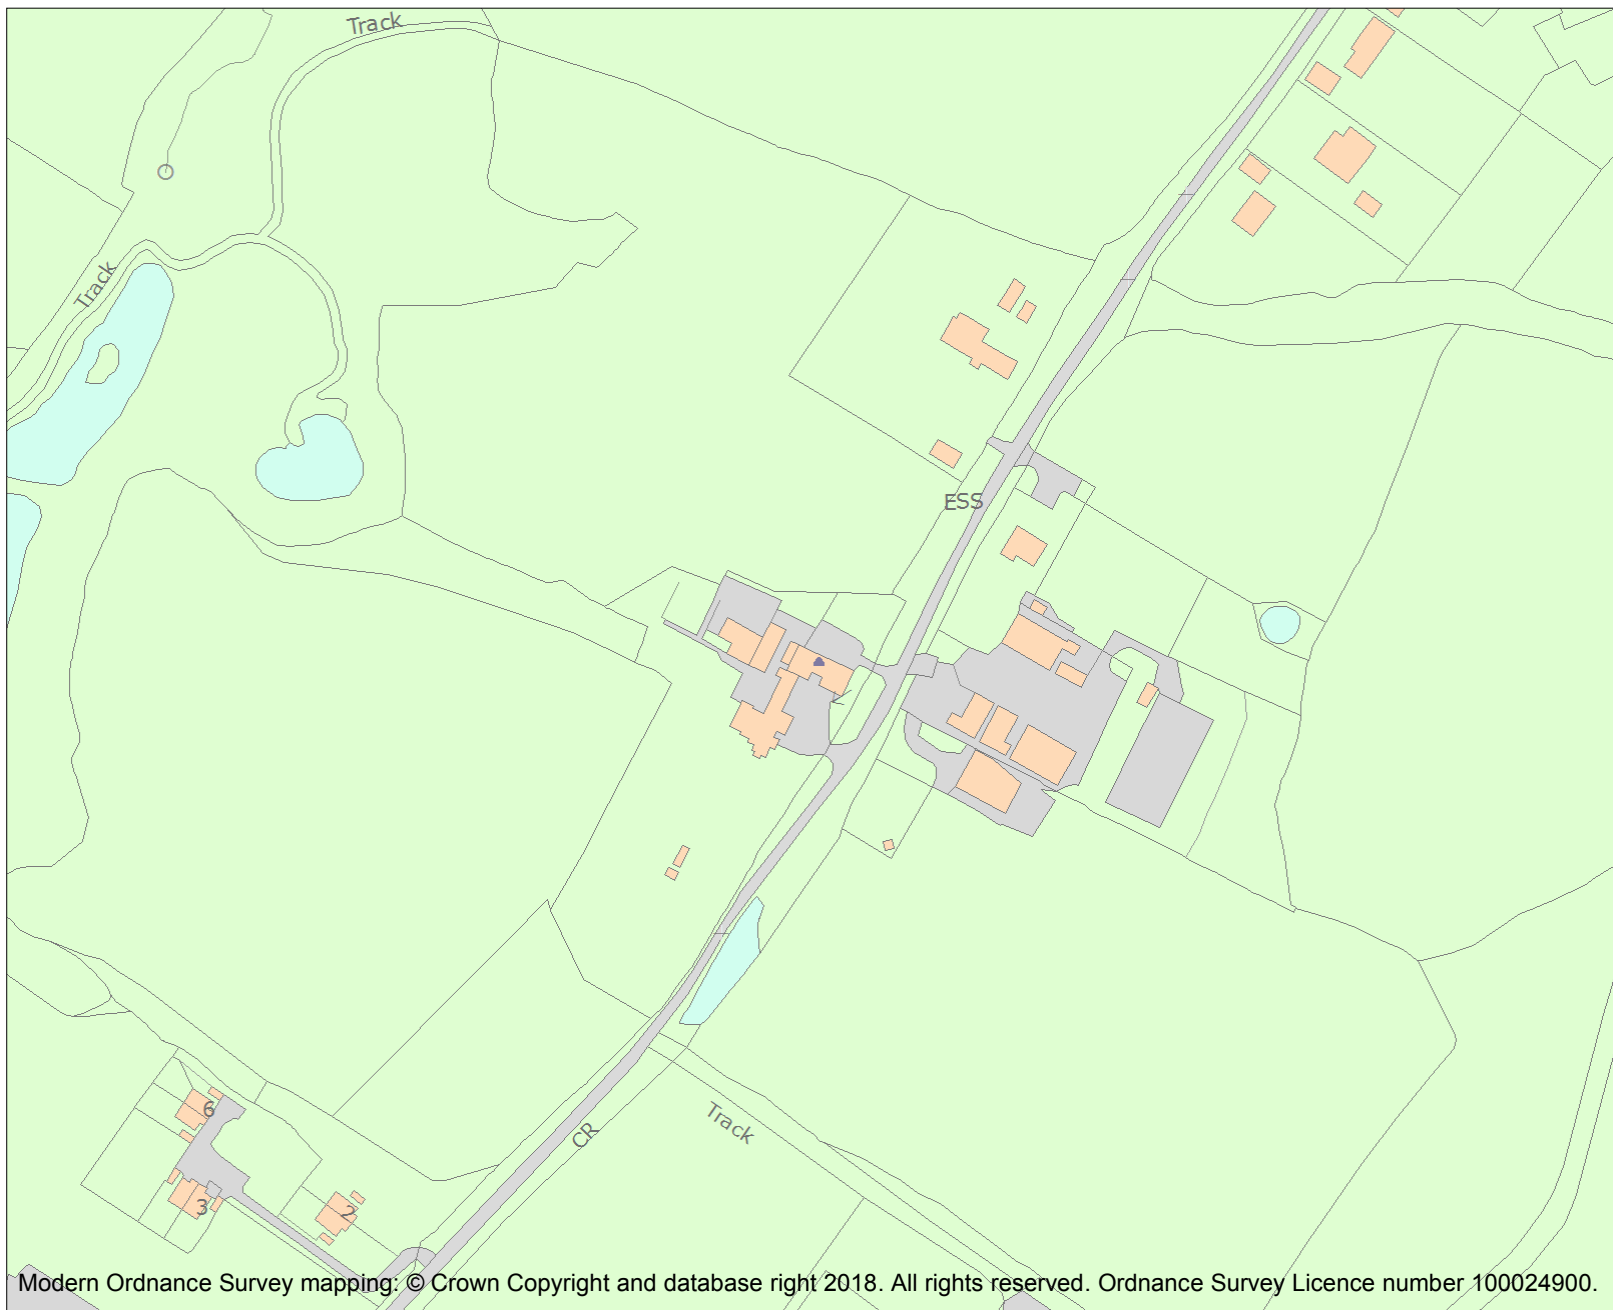 Track
Track
ESS
6
CR
Track
3
2
Modern Ordnance Survey mapping: © Crown Copyright and database right 2018. All rights reserved. Ordnance Survey Licence number 100024900.